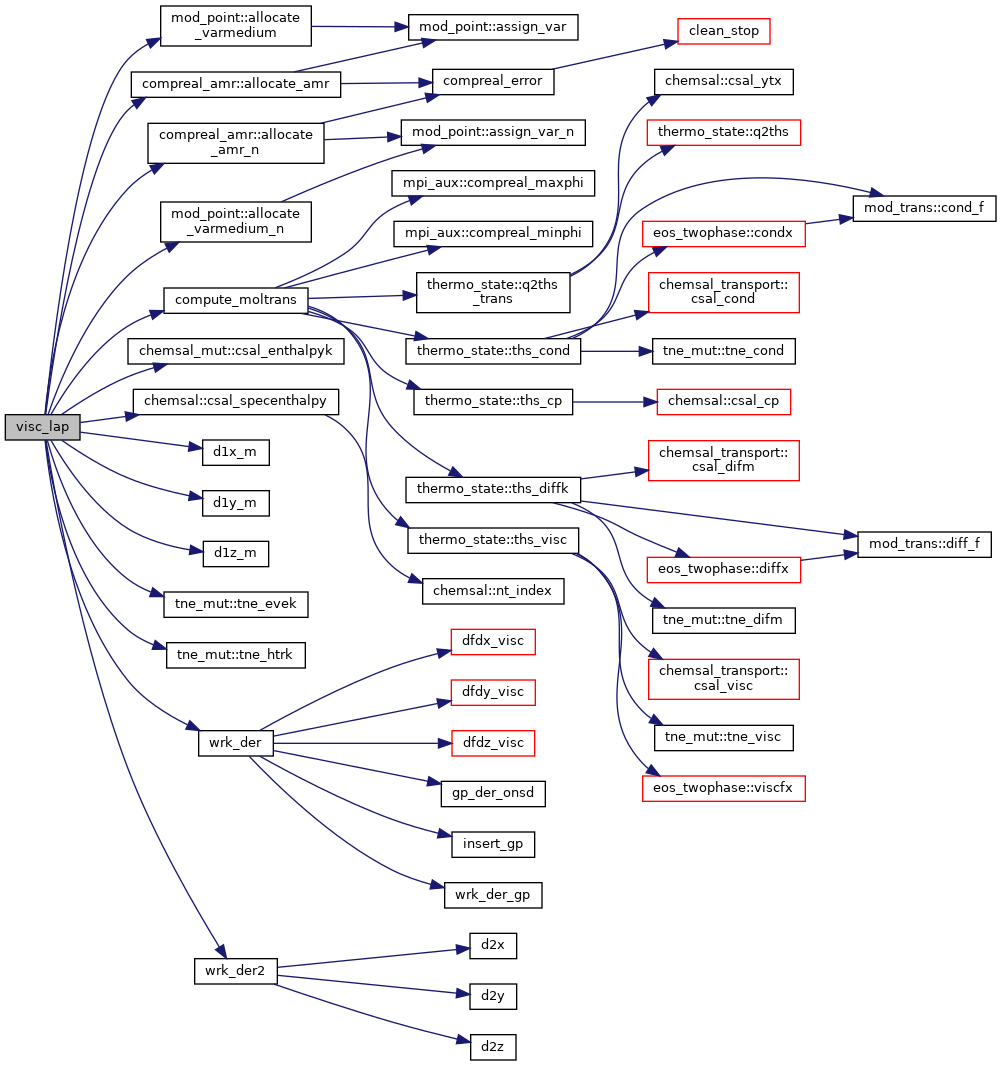 visc_lap
mod_point::allocate
_varmedium
compreal_amr::allocate_amr
compreal_amr::allocate
_amr_n
mod_point::allocate
_varmedium_n
compute_moltrans
chemsal_mut::csal_enthalpyk
chemsal::csal_specenthalpy
d1x_m
d1y_m
d1z_m
tne_mut::tne_evek
tne_mut::tne_htrk
wrk_der
wrk_der2
mod_point::assign_var
compreal_error
mod_point::assign_var_n
mpi_aux::compreal_maxphi
mpi_aux::compreal_minphi
thermo_state::q2ths
_trans
thermo_state::ths_cond
thermo_state::ths_cp
thermo_state::ths_diffk
thermo_state::ths_visc
chemsal::nt_index
dfdx_visc
dfdy_visc
dfdz_visc
gp_der_onsd
insert_gp
wrk_der_gp
d2x
d2y
d2z
clean_stop
chemsal::csal_ytx
thermo_state::q2ths
eos_twophase::condx
chemsal_transport::
csal_cond
tne_mut::tne_cond
chemsal::csal_cp
chemsal_transport::
csal_difm
eos_twophase::diffx
tne_mut::tne_difm
chemsal_transport::
csal_visc
tne_mut::tne_visc
eos_twophase::viscfx
mod_trans::cond_f
mod_trans::diff_f